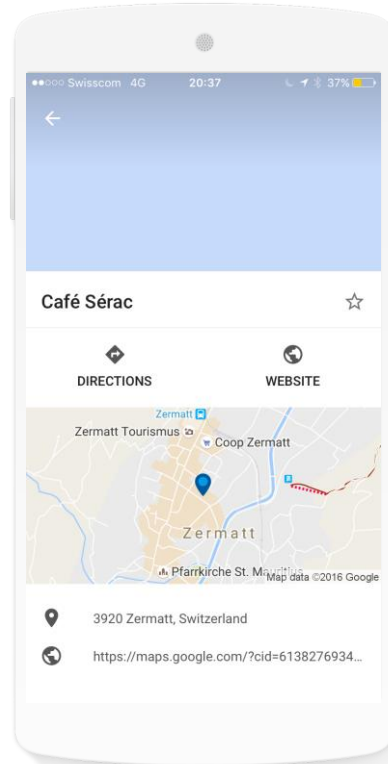 Swisscom 4G 20:37 37%
Café Sérac
DIRECTIONS WEBSITE
Zermatt
Zermatt Tourismus
Coop Zermatt
Zermatt
Pfarrkirche St. Mauritius
Map data ©2016 Google
3920 Zermatt, Switzerland
https://maps.google.com/?cid=6138276934...